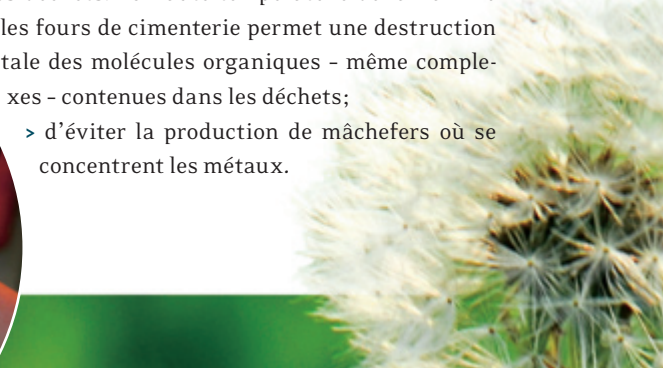 les fours de cimenterie permet une destruction
tale des molécules organiques - même comple-
xes - contenues dans les déchets;
> d'éviter la production de mâchefers où se
concentrent les métaux.